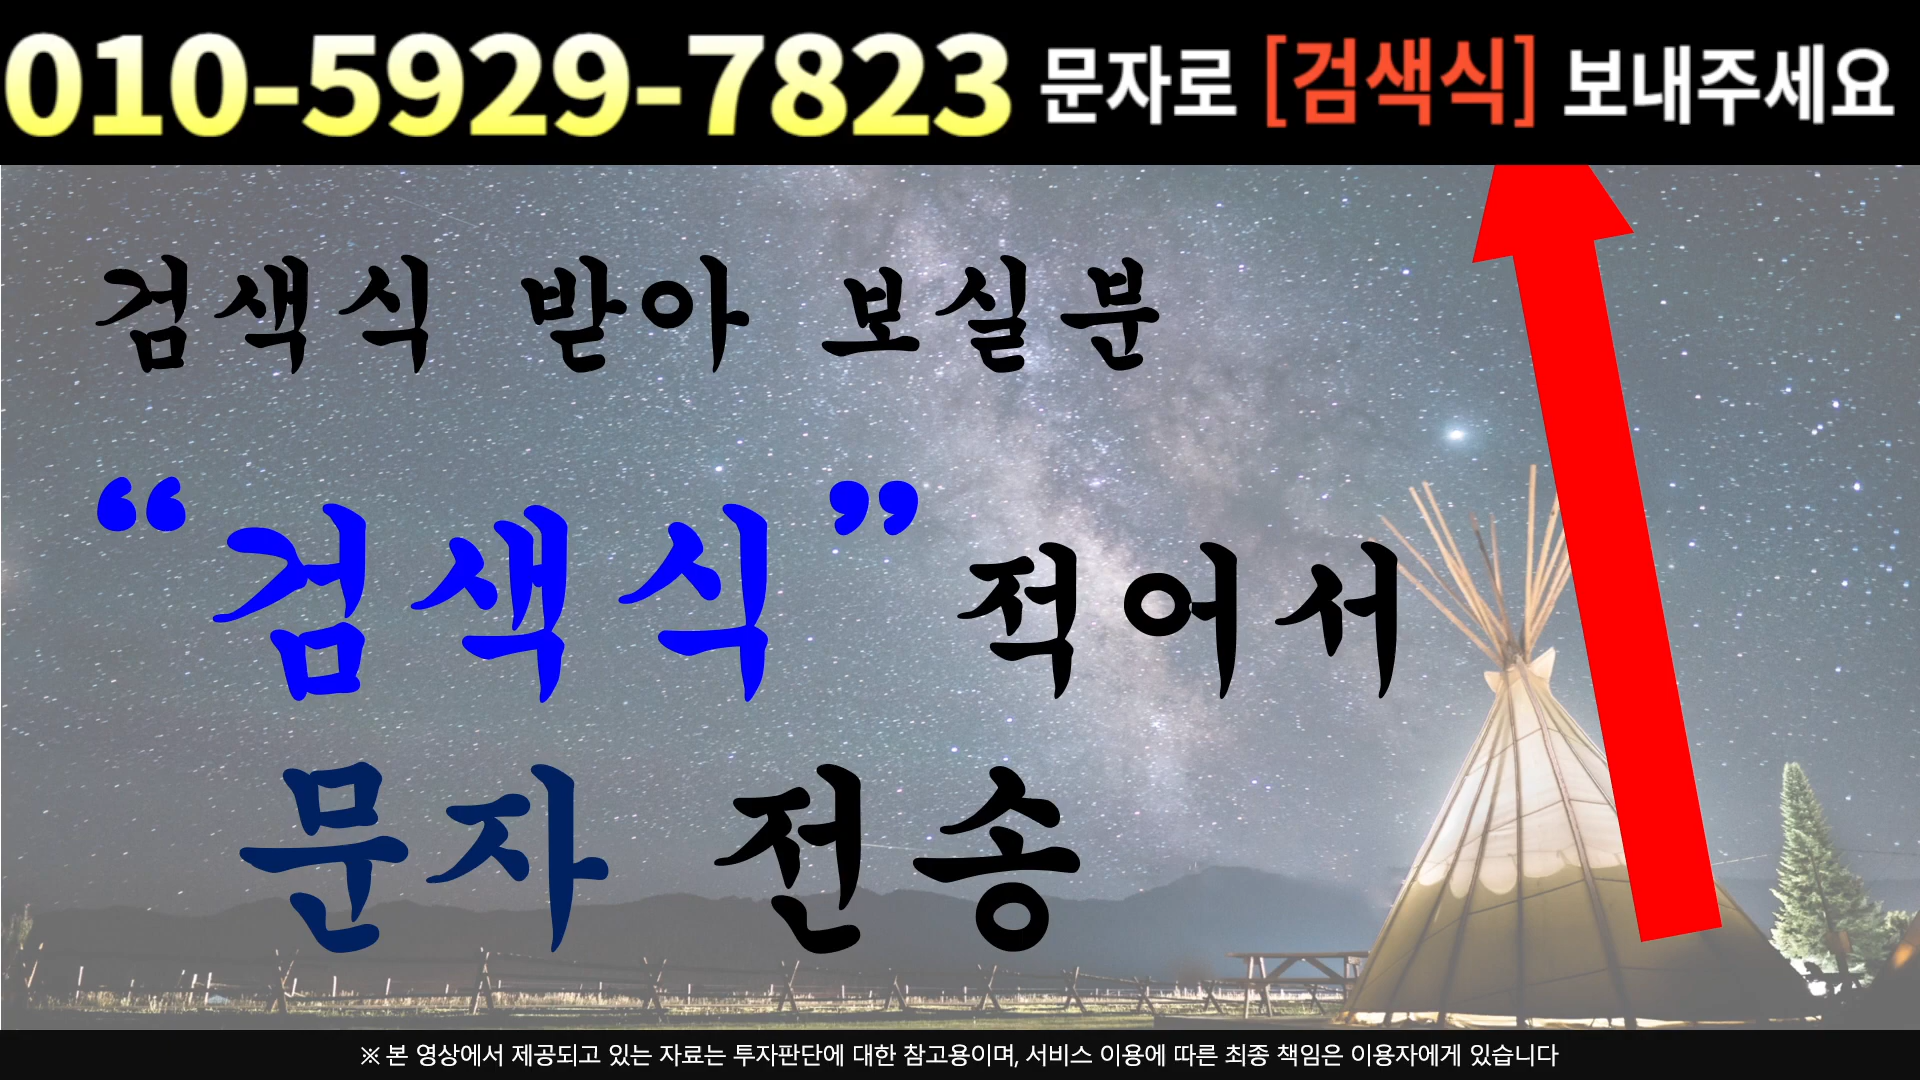 010-5929-7823 문자로 [검색식] 보내주세요
검색식 받아 보실분
“검색식” 적어서
문자 전송
※ 본 영상에서 제공되고 있는 자료는 투자판단에 대한 참고용이며, 서비스 이용에 따른 최종 책임은 이용자에게 있습니다